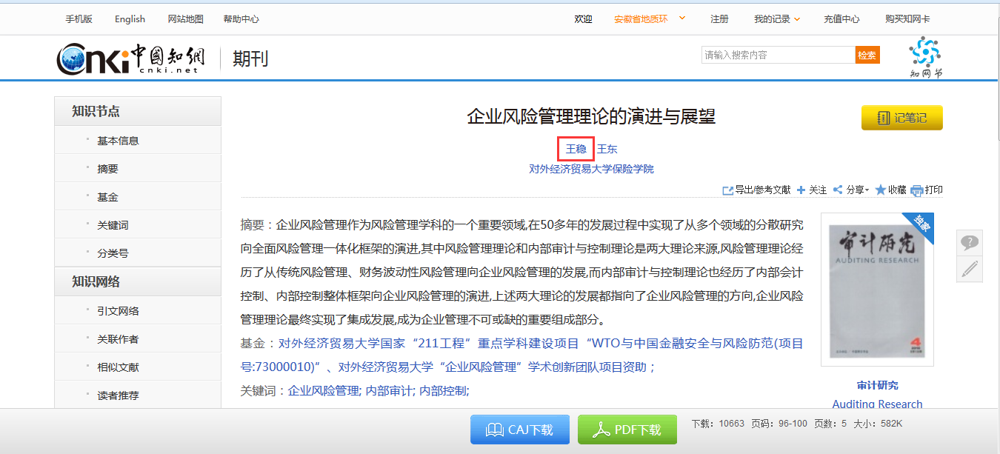 手机版 English 网站地图 帮助中心 欢迎 安徽省地质环 注册 我的记录 充值中心 购买知网卡
Cnki 中國知網 cnki.net 期刊 请输入搜索内容 检索 知网节
知识节点
基本信息
摘要
基金
关键词
分类号
知识网络
引文网络
关联作者
相似文献
读者推荐
企业风险管理理论的演进与展望
记笔记
王稳 王东
对外经济贸易大学保险学院
导出/参考文献 关注 分享 收藏 打印
摘要：企业风险管理作为风险管理学科的一个重要领域,在50多年的发展过程中实现了从多个领域的分散研究
向全面风险管理一体化框架的演进,其中风险管理理论和内部审计与控制理论是两大理论来源,风险管理理论经
历了从传统风险管理、财务波动性风险管理向企业风险管理的发展,而内部审计与控制理论也经历了内部会计
控制、内部控制整体框架向企业风险管理的演进,上述两大理论的发展都指向了企业风险管理的方向,企业风险
管理理论最终实现了集成发展,成为企业管理不可或缺的重要组成部分。
基金：对外经济贸易大学国家“211工程”重点学科建设项目“WTO与中国金融安全与风险防范(项目
号:73000010)”、对外经济贸易大学“企业风险管理”学术创新团队项目资助；
关键词：企业风险管理; 内部审计; 内部控制;
独家
审计研究
AUDITING RESEARCH
4
审计研究
Auditing Research
?
CAJ下载 PDF下载 下载：10663 页码：96-100 页数：5 大小：582K